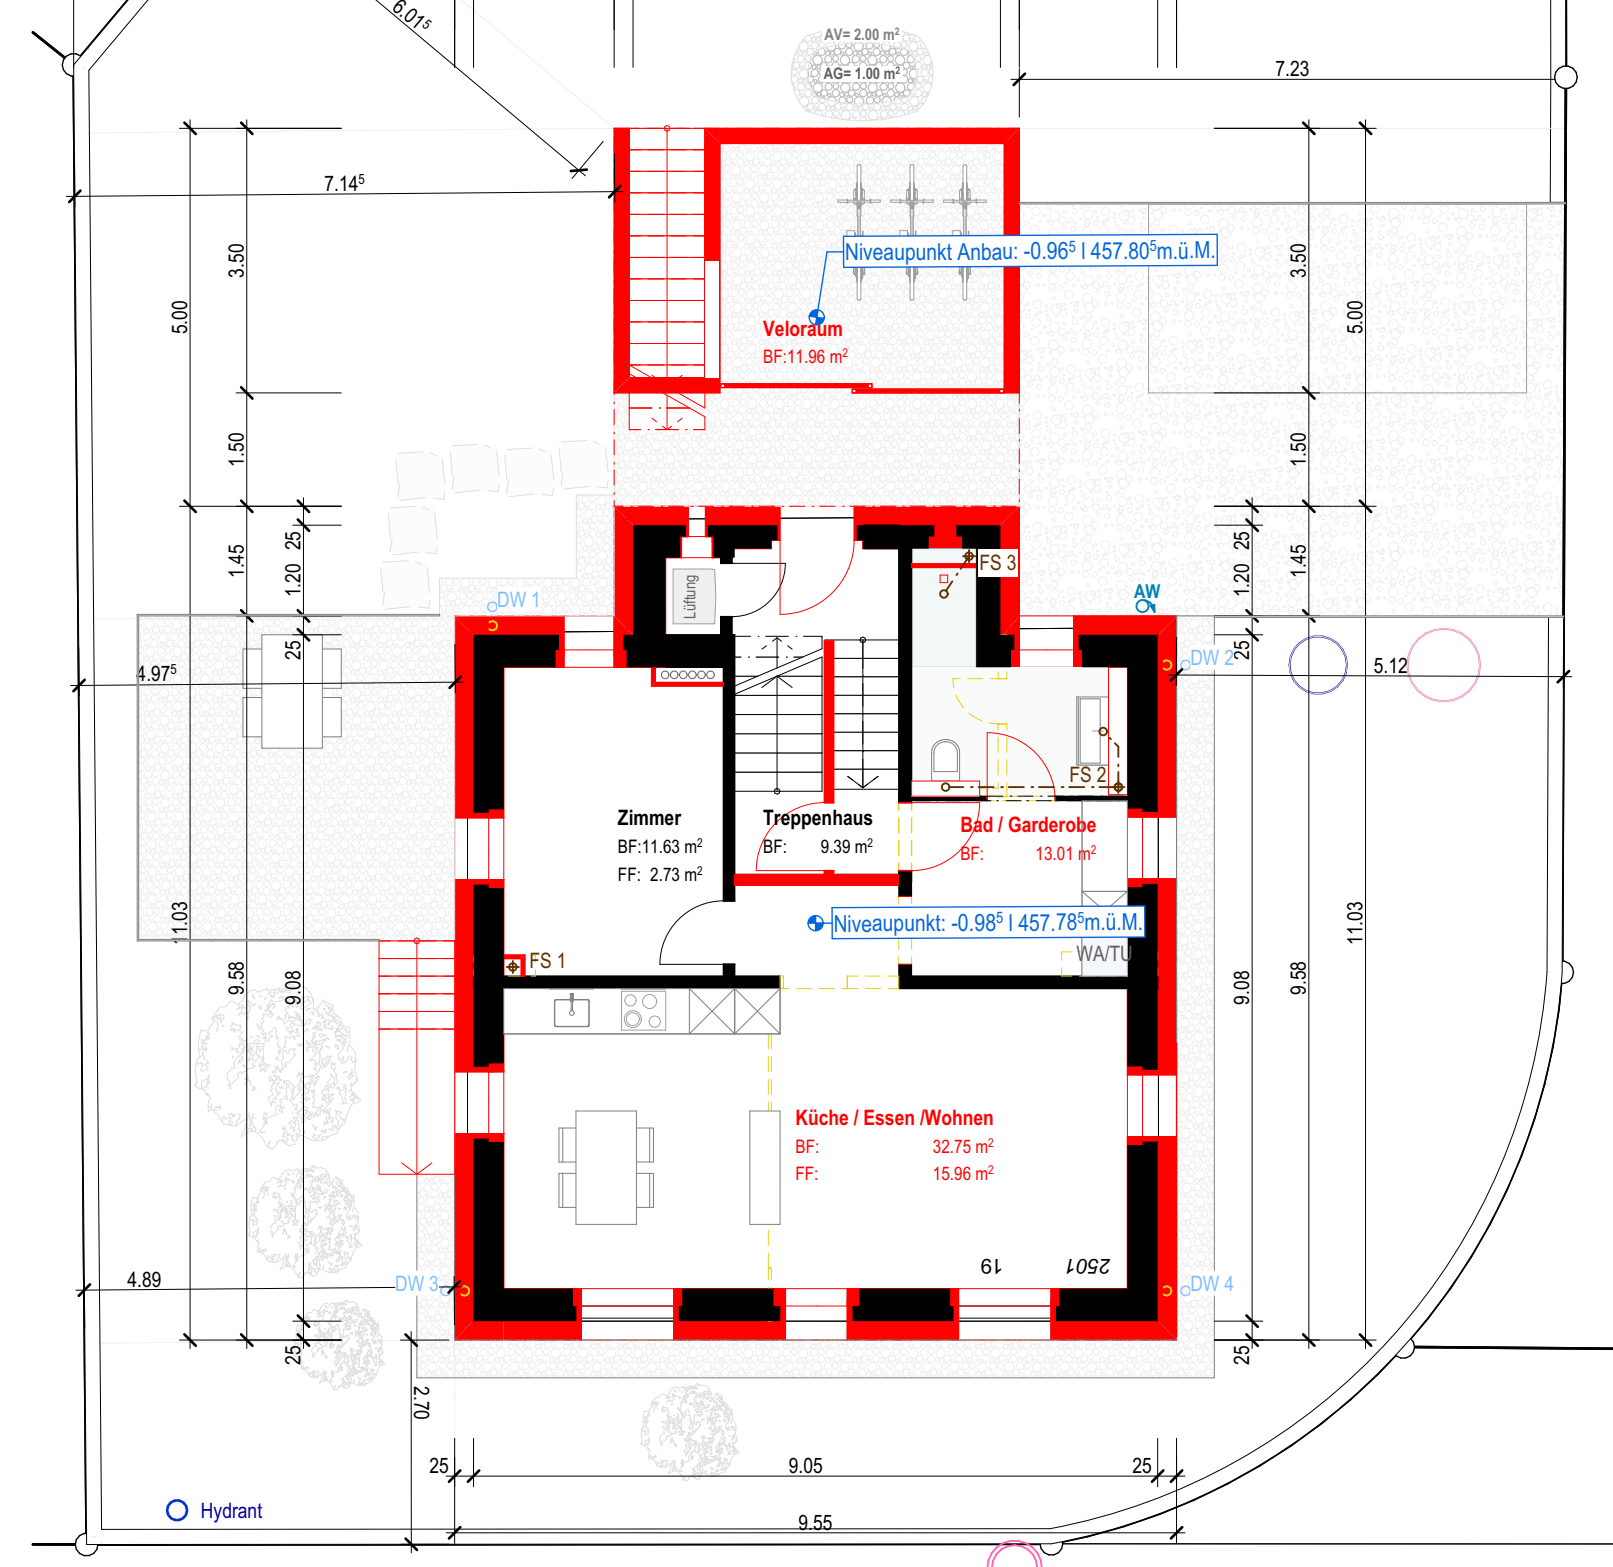 6.01⁵
AV= 2.00 m²
AG= 1.00 m²
7.23
7.14⁵
3.50
5.00
Niveaupunkt Anbau: -0.96⁵ I 457.80⁵m.ü.M.
3.50
5.00
Veloraum
BF:11.96 m²
1.50
1.50
1.45
25
1.20
25
Lüftung
FS 3
25
1.20
1.45
25
DW 1
AW
DW 2
4.97⁵
5.12
FS 2
Zimmer
BF:11.63 m²
FF: 2.73 m²
Treppenhaus
BF: 9.39 m²
Bad / Garderobe
BF: 13.01 m²
11.03
9.58
9.08
Niveaupunkt: -0.98⁵ I 457.78⁵m.ü.M.
WA/TU
FS 1
9.08
9.58
11.03
Küche / Essen /Wohnen
BF: 32.75 m²
FF: 15.96 m²
19
2501
4.89
DW 3
DW 4
25
25
2.70
25
9.05
25
9.55
Hydrant